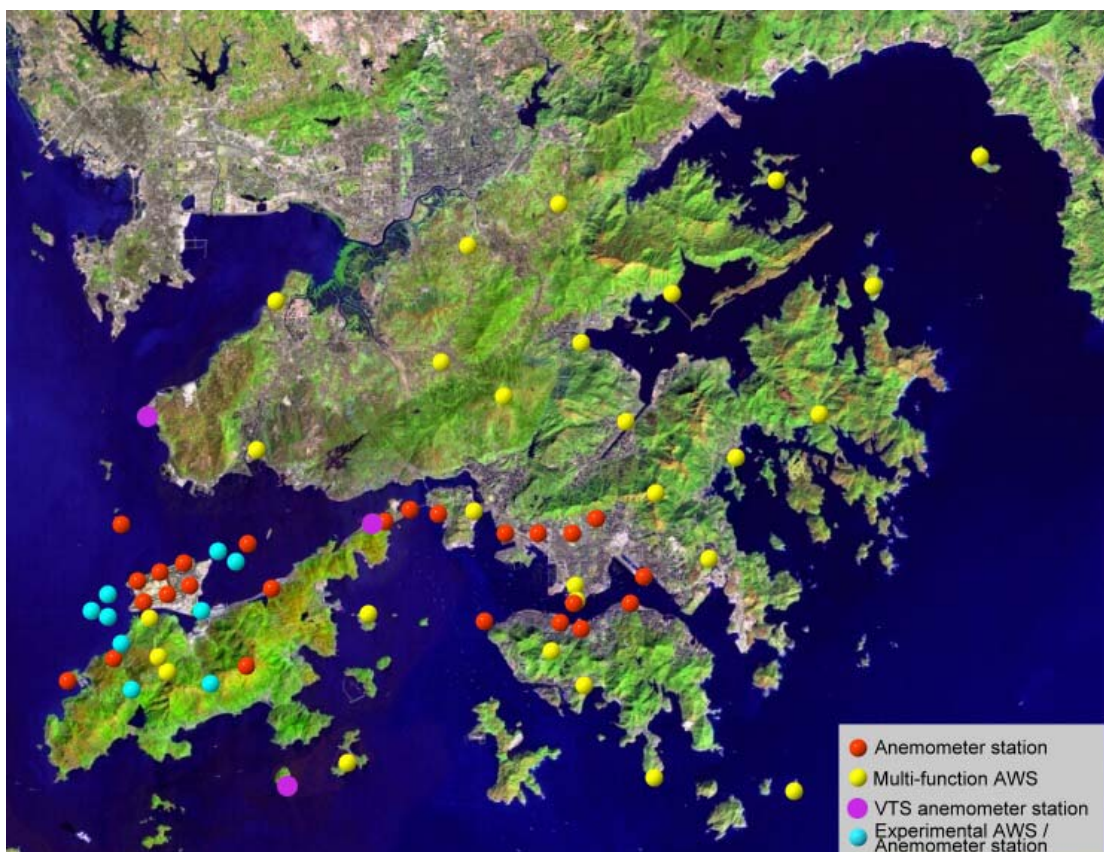 Anemometer station
Multi-function AWS
VTS anemometer station
Experimental AWS /
Anemometer station